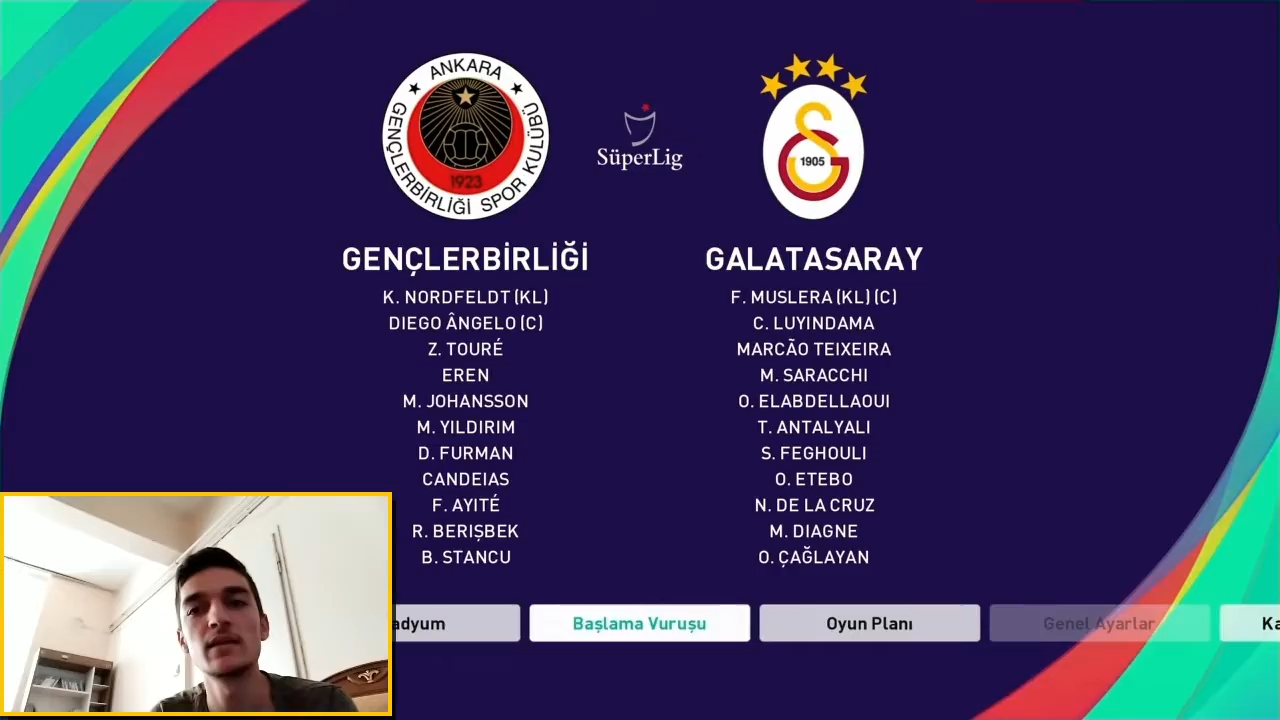 ANKARA
GENÇLERBİRLİĞİ SPOR KULÜBÜ
1923
SüperLig
1905
GENÇLERBİRLİĞİ
K. NORDFELDT (KL)
DIEGO ÂNGELO (C)
Z. TOURÉ
EREN
M. JOHANSSON
M. YILDIRIM
D. FURMAN
CANDEIAS
F. AYITÉ
R. BERIŞBEK
B. STANCU
GALATASARAY
F. MUSLERA (KL) (C)
C. LUYINDAMA
MARCÃO TEIXEIRA
M. SARACCHI
O. ELABDELLAOUI
T. ANTALYALI
S. FEGHOULI
O. ETEBO
N. DE LA CRUZ
M. DIAGNE
O. ÇAĞLAYAN
adyum
Başlama Vuruşu
Oyun Planı
Genel Ayarlar
Ka